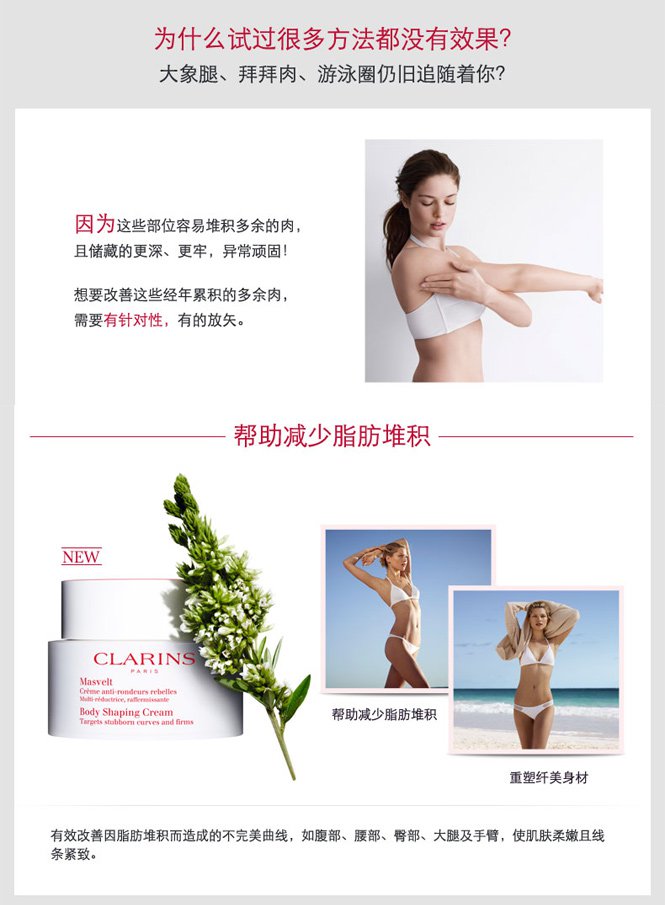 为什么试过很多方法都没有效果？
大象腿、拜拜肉、游泳圈仍旧追随着你？
因为这些部位容易堆积多余的肉，
且储藏的更深、更牢，异常顽固！
想要改善这些经年累积的多余肉，
需要有针对性，有的放矢。
帮助减少脂肪堆积
NEW
CLARINS
PARIS
Masvelt
Crème anti-rondeurs rebelles
Multi-réductrice, raffermissante
Body Shaping Cream
Targets stubborn curves and firms
帮助减少脂肪堆积
重塑纤美身材
有效改善因脂肪堆积而造成的不完美曲线，如腹部、腰部、臀部、大腿及手臂，使肌肤柔嫩且线
条紧致。